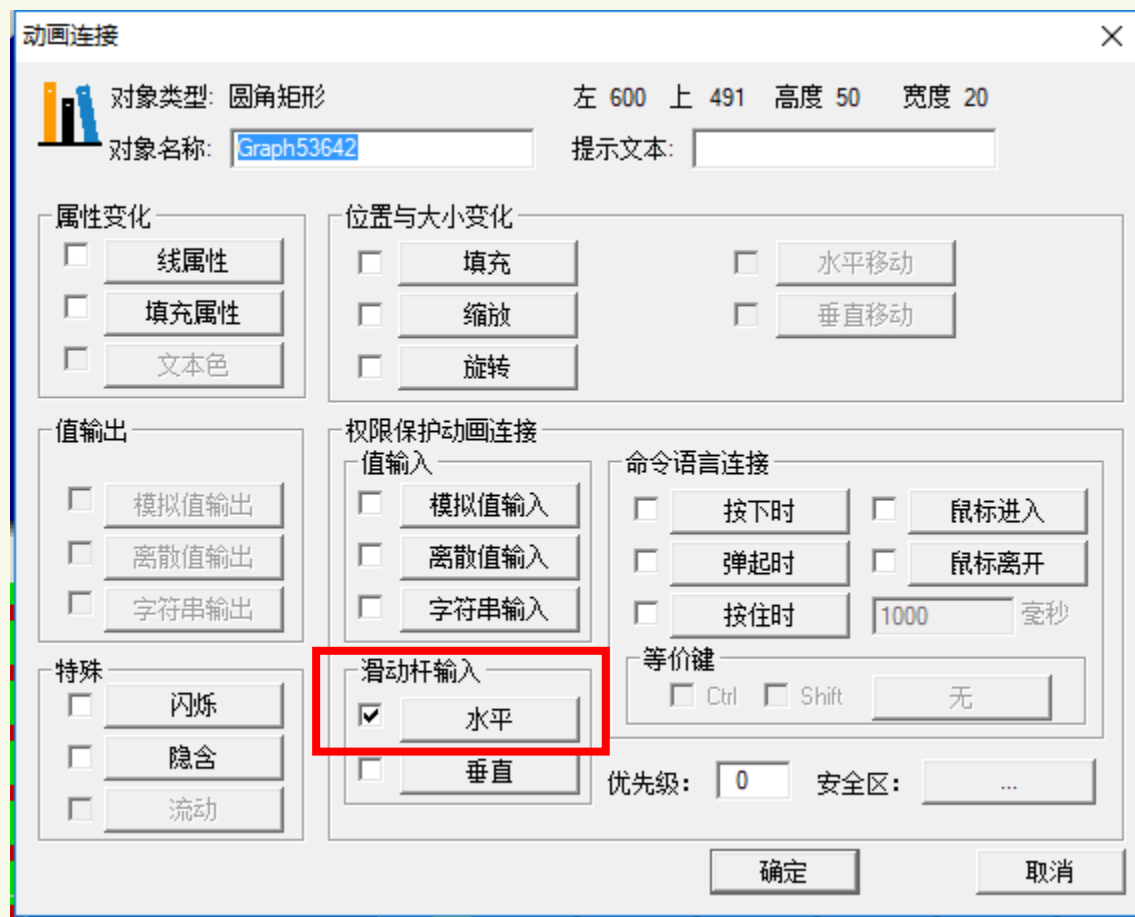 动画连接
对象类型: 圆角矩形 左 600 上 491 高度 50 宽度 20
对象名称: Graph53642 提示文本:
属性变化
线属性
填充属性
文本色
位置与大小变化
填充 水平移动
缩放 垂直移动
旋转
值输出
模拟值输出
离散值输出
字符串输出
权限保护动画连接
值输入
模拟值输入
离散值输入
字符串输入
命令语言连接
按下时 鼠标进入
弹起时 鼠标离开
按住时 1000 毫秒
等价键
Ctrl Shift 无
特殊
闪烁
隐含
流动
滑动杆输入
水平
垂直
优先级: 0 安全区: ...
确定 取消